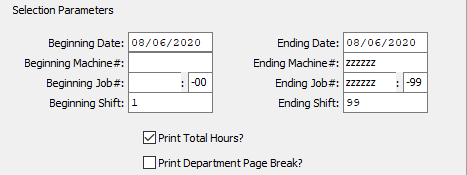 Selection Parameters
Beginning Date: 08/06/2020 Ending Date: 08/06/2020
Beginning Machine#: Ending Machine#: zzzzzz
Beginning Job#: : -00 Ending Job#: zzzzzz : -99
Beginning Shift: 1 Ending Shift: 99
Print Total Hours?
Print Department Page Break?